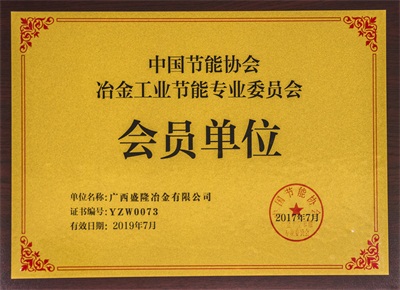 中国节能协会
冶金工业节能专业委员会
会员单位
单位名称:广西盛隆冶金有限公司
证书编号:YZW0073
有效日期:2019年7月
2017年7月